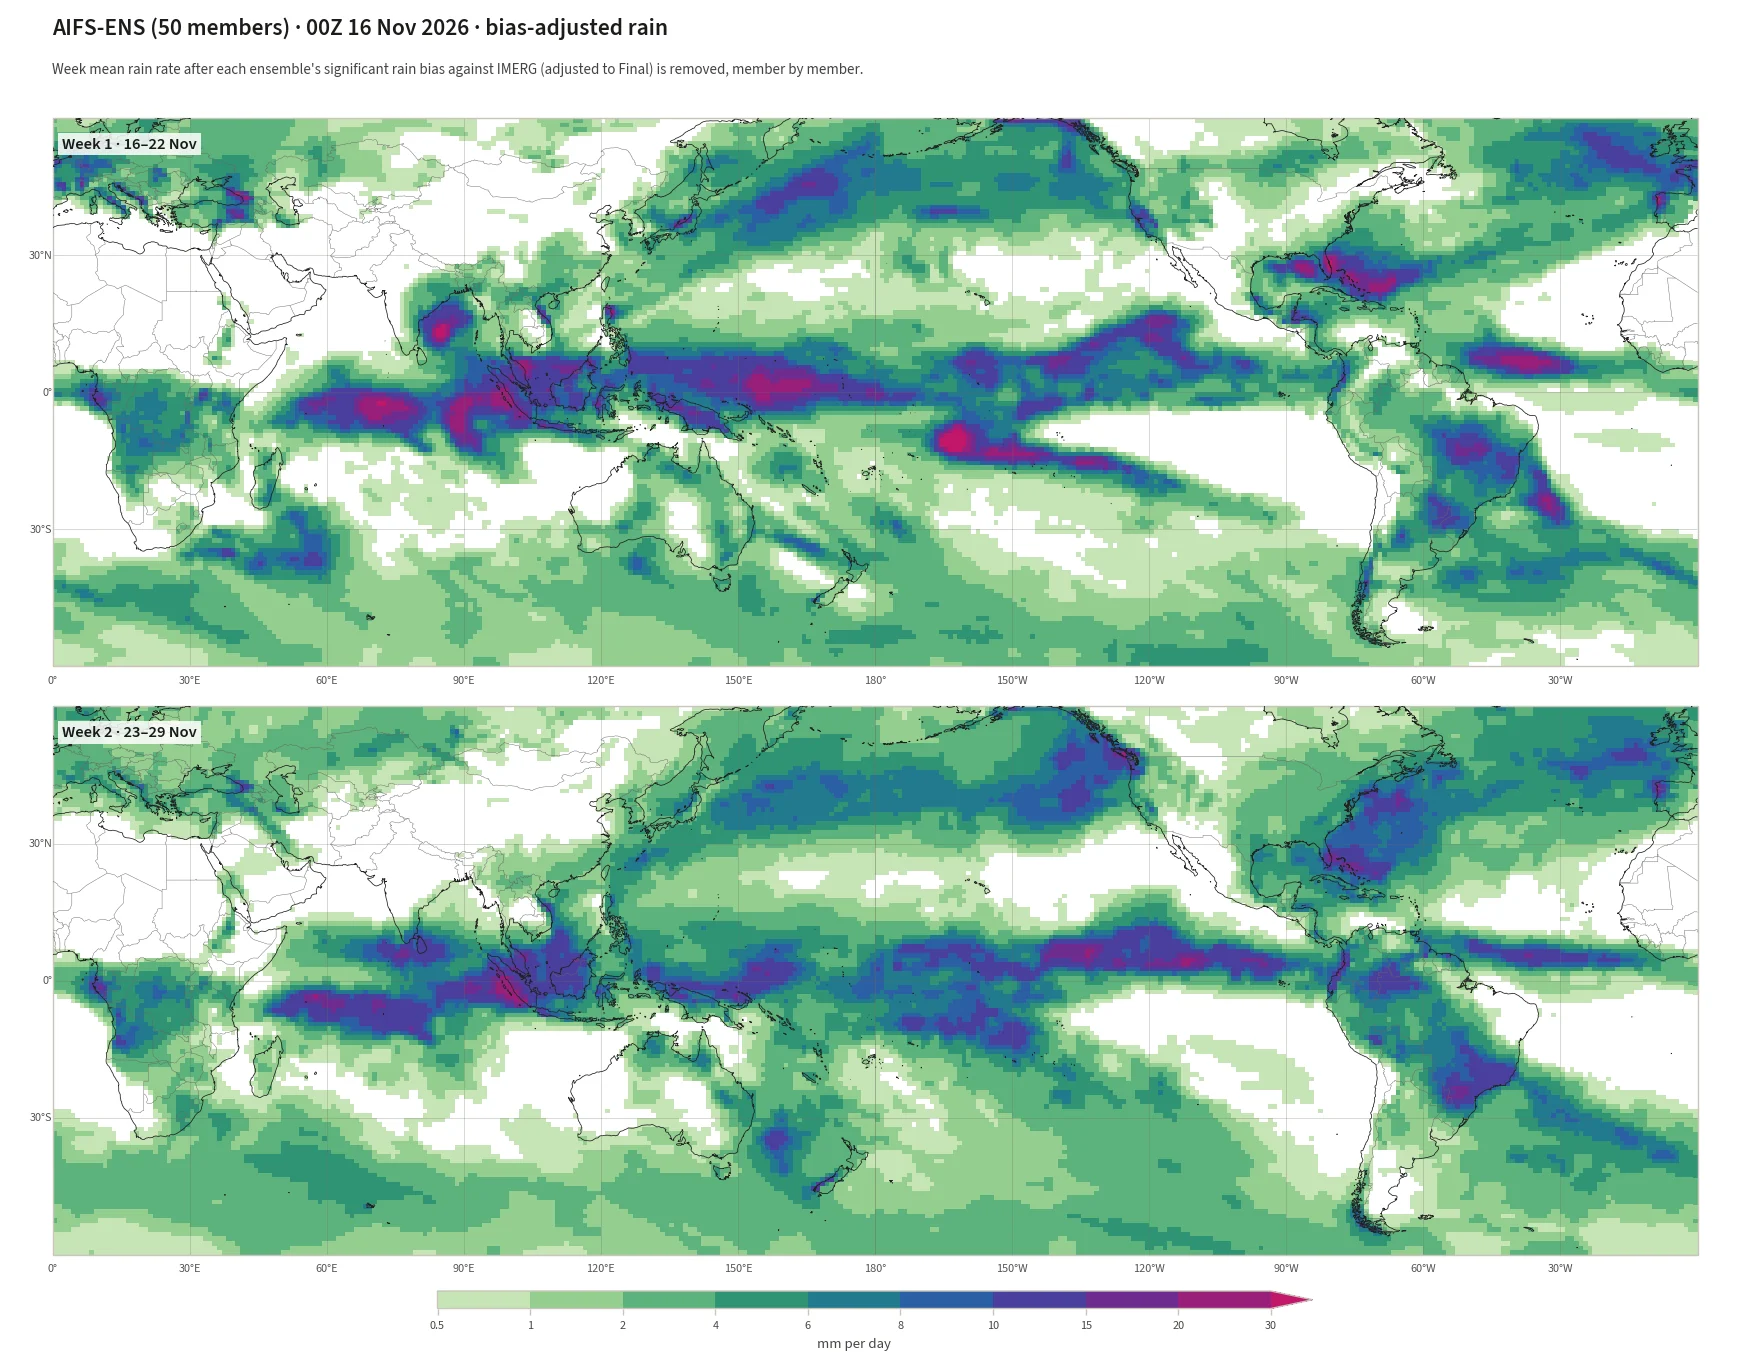 AIFS-ENS (50 members) · 00Z 16 Nov 2026 · bias-adjusted rain
Week mean rain rate after each ensemble's significant rain bias against IMERG (adjusted to Final) is removed, member by member.
Week 1 · 16–22 Nov
30°N
0°
30°S
0° 30°E 60°E 90°E 120°E 150°E 180° 150°W 120°W 90°W 60°W 30°W
Week 2 · 23–29 Nov
30°N
0°
30°S
0° 30°E 60°E 90°E 120°E 150°E 180° 150°W 120°W 90°W 60°W 30°W
0.5 1 2 4 6 8 10 15 20 30
mm per day